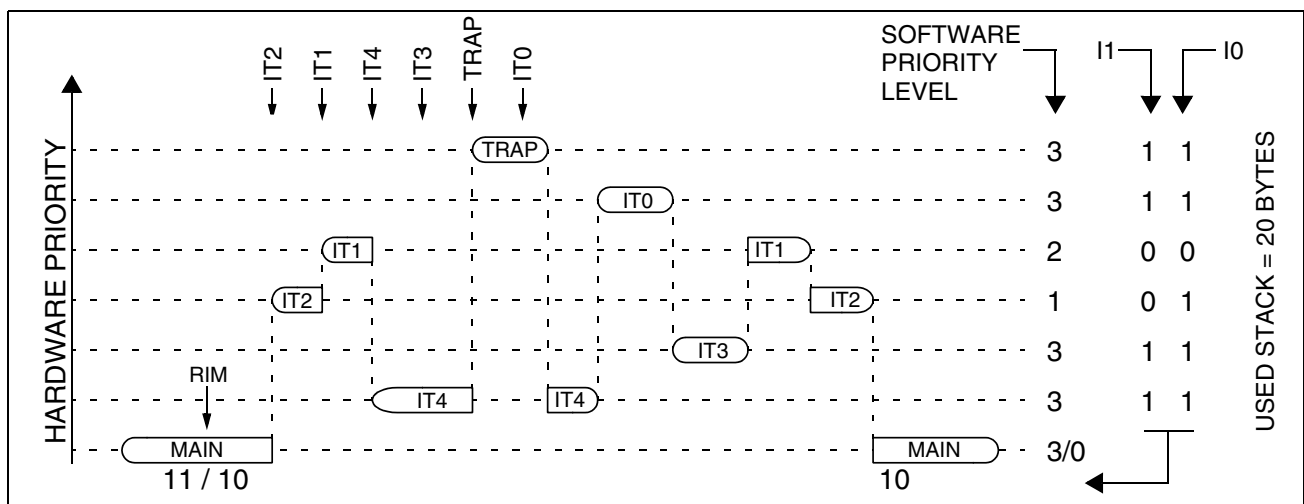 IT2
IT1
IT4
IT3
TRAP
IT0
SOFTWARE
PRIORITY
LEVEL
I1
I0
HARDWARE PRIORITY
TRAP
3
1 1
IT0
3
1 1
IT1
IT1
2
0 0
IT2
IT2
1
0 1
IT3
3
1 1
RIM
IT4
IT4
3
1 1
MAIN
MAIN
3/0
11 / 10
10
USED STACK = 20 BYTES